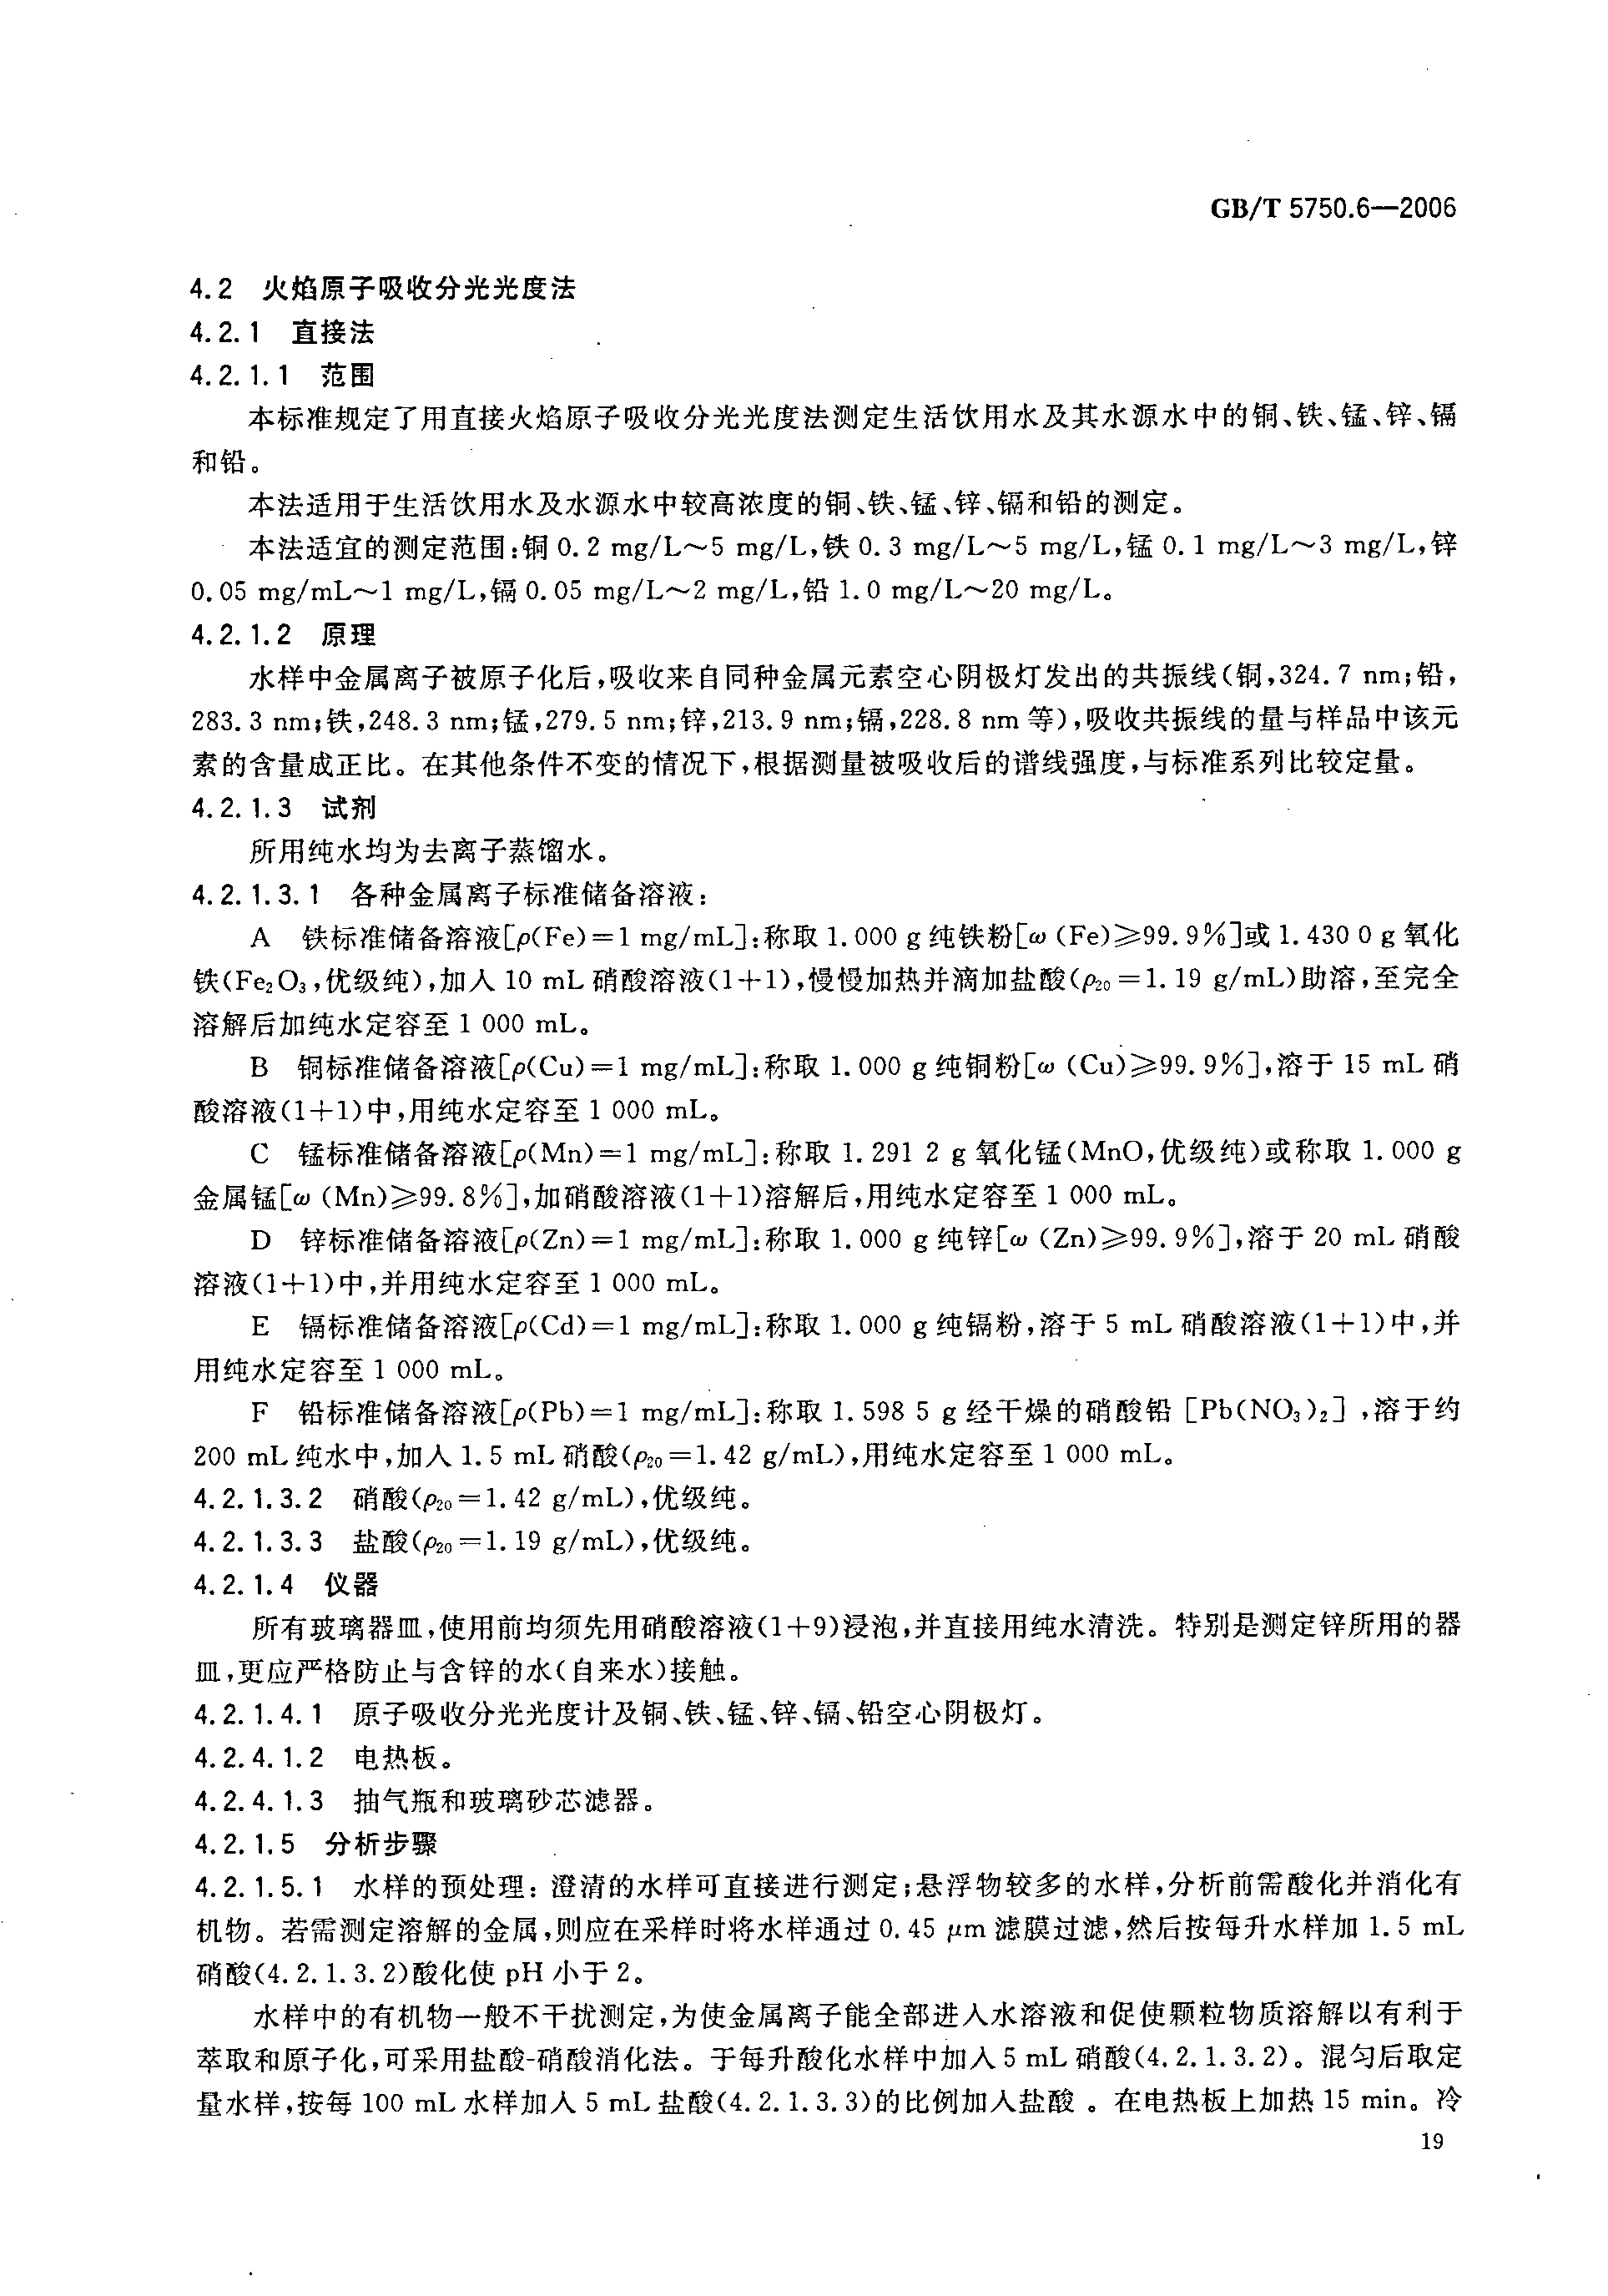 GB/T 5750.6—2006
4.2 火焰原子吸收分光光度法
4.2.1 直接法
4.2.1.1 范围
本标准规定了用直接火焰原子吸收分光光度法测定生活饮用水及其水源水中的铜、铁、锰、锌、镉
和铅。
本法适用于生活饮用水及水源水中较高浓度的铜、铁、锰、锌、镉和铅的测定。
本法适宜的测定范围:铜 0.2 mg/L～5 mg/L,铁 0.3 mg/L～5 mg/L,锰 0.1 mg/L～3 mg/L,锌
0.05 mg/mL～1 mg/L,镉 0.05 mg/L～2 mg/L,铅 1.0 mg/L～20 mg/L。
4.2.1.2 原理
水样中金属离子被原子化后,吸收来自同种金属元素空心阴极灯发出的共振线(铜,324.7 nm;铅,
283.3 nm;铁,248.3 nm;锰,279.5 nm;锌,213.9 nm;镉,228.8 nm 等),吸收共振线的量与样品中该元
素的含量成正比。在其他条件不变的情况下,根据测量被吸收后的谱线强度,与标准系列比较定量。
4.2.1.3 试剂
所用纯水均为去离子蒸馏水。
4.2.1.3.1 各种金属离子标准储备溶液:
A 铁标准储备溶液[ρ(Fe)=1 mg/mL]:称取 1.000 g 纯铁粉[ω (Fe)≥99.9%]或 1.430 0 g 氧化
铁(Fe₂O₃,优级纯),加入 10 mL 硝酸溶液(1+1),慢慢加热并滴加盐酸(ρ₂₀=1.19 g/mL)助溶,至完全
溶解后加纯水定容至 1 000 mL。
B 铜标准储备溶液[ρ(Cu)=1 mg/mL]:称取 1.000 g 纯铜粉[ω (Cu)≥99.9%],溶于 15 mL 硝
酸溶液(1+1)中,用纯水定容至 1 000 mL。
C 锰标准储备溶液[ρ(Mn)=1 mg/mL]:称取 1.291 2 g 氧化锰(MnO,优级纯)或称取 1.000 g
金属锰[ω (Mn)≥99.8%],加硝酸溶液(1+1)溶解后,用纯水定容至 1 000 mL。
D 锌标准储备溶液[ρ(Zn)=1 mg/mL]:称取 1.000 g 纯锌[ω (Zn)≥99.9%],溶于 20 mL 硝酸
溶液(1+1)中,并用纯水定容至 1 000 mL。
E 镉标准储备溶液[ρ(Cd)=1 mg/mL]:称取 1.000 g 纯镉粉,溶于 5 mL 硝酸溶液(1+1)中,并
用纯水定容至 1 000 mL。
F 铅标准储备溶液[ρ(Pb)=1 mg/mL]:称取 1.598 5 g 经干燥的硝酸铅 [Pb(NO₃)₂] ,溶于约
200 mL 纯水中,加入 1.5 mL 硝酸(ρ₂₀=1.42 g/mL),用纯水定容至 1 000 mL。
4.2.1.3.2 硝酸(ρ₂₀=1.42 g/mL),优级纯。
4.2.1.3.3 盐酸(ρ₂₀=1.19 g/mL),优级纯。
4.2.1.4 仪器
所有玻璃器皿,使用前均须先用硝酸溶液(1+9)浸泡,并直接用纯水清洗。特别是测定锌所用的器
皿,更应严格防止与含锌的水(自来水)接触。
4.2.1.4.1 原子吸收分光光度计及铜、铁、锰、锌、镉、铅空心阴极灯。
4.2.4.1.2 电热板。
4.2.4.1.3 抽气瓶和玻璃砂芯滤器。
4.2.1.5 分析步骤
4.2.1.5.1 水样的预处理: 澄清的水样可直接进行测定;悬浮物较多的水样,分析前需酸化并消化有
机物。若需测定溶解的金属,则应在采样时将水样通过 0.45 μm 滤膜过滤,然后按每升水样加 1.5 mL
硝酸(4.2.1.3.2)酸化使 pH 小于 2。
水样中的有机物一般不干扰测定,为使金属离子能全部进入水溶液和促使颗粒物质溶解以有利于
萃取和原子化,可采用盐酸-硝酸消化法。于每升酸化水样中加入 5 mL 硝酸(4.2.1.3.2)。混匀后取定
量水样,按每 100 mL 水样加入 5 mL 盐酸(4.2.1.3.3)的比例加入盐酸 。在电热板上加热 15 min。冷
19